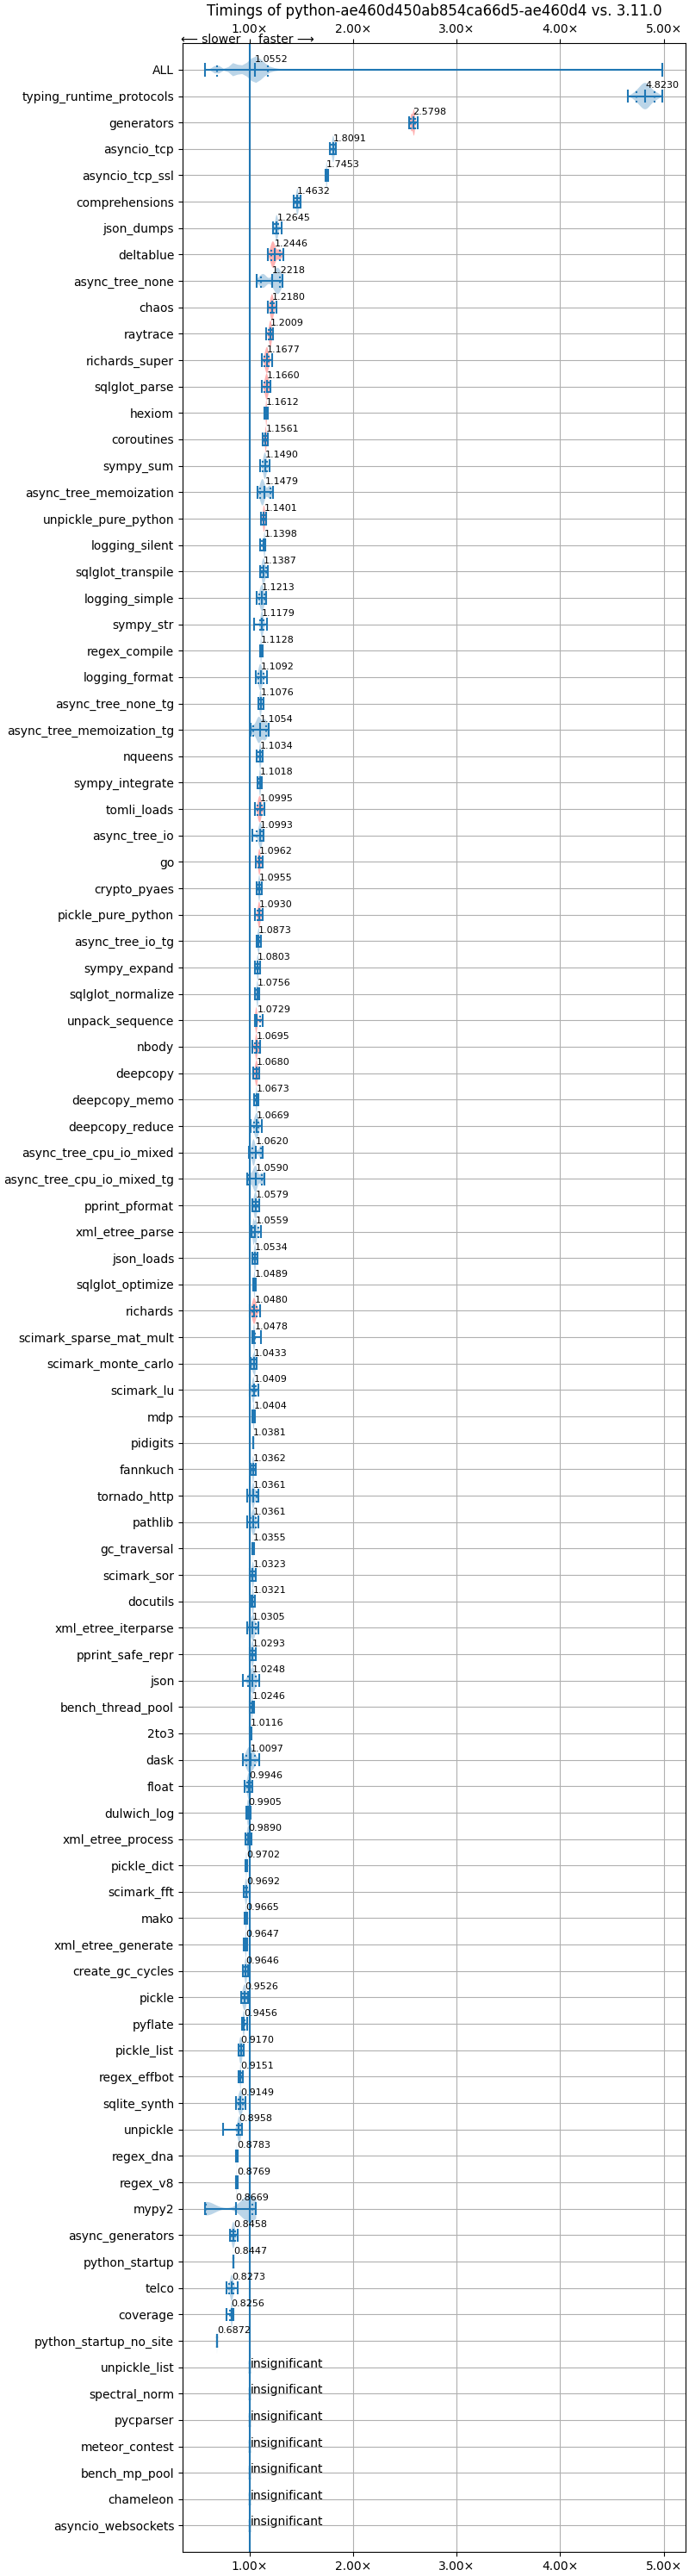 Timings of python-ae460d450ab854ca66d5-ae460d4 vs. 3.11.0
⟵ slower faster ⟶
1.00× 2.00× 3.00× 4.00× 5.00×
ALL 1.0552
typing_runtime_protocols 4.8230
generators 2.5798
asyncio_tcp 1.8091
asyncio_tcp_ssl 1.7453
comprehensions 1.4632
json_dumps 1.2645
deltablue 1.2446
async_tree_none 1.2218
chaos 1.2180
raytrace 1.2009
richards_super 1.1677
sqlglot_parse 1.1660
hexiom 1.1612
coroutines 1.1561
sympy_sum 1.1490
async_tree_memoization 1.1479
unpickle_pure_python 1.1401
logging_silent 1.1398
sqlglot_transpile 1.1387
logging_simple 1.1213
sympy_str 1.1179
regex_compile 1.1128
logging_format 1.1092
async_tree_none_tg 1.1076
async_tree_memoization_tg 1.1054
nqueens 1.1034
sympy_integrate 1.1018
tomli_loads 1.0995
async_tree_io 1.0993
go 1.0962
crypto_pyaes 1.0955
pickle_pure_python 1.0930
async_tree_io_tg 1.0873
sympy_expand 1.0803
sqlglot_normalize 1.0756
unpack_sequence 1.0729
nbody 1.0695
deepcopy 1.0680
deepcopy_memo 1.0673
deepcopy_reduce 1.0669
async_tree_cpu_io_mixed 1.0620
async_tree_cpu_io_mixed_tg 1.0590
pprint_pformat 1.0579
xml_etree_parse 1.0559
json_loads 1.0534
sqlglot_optimize 1.0489
richards 1.0480
scimark_sparse_mat_mult 1.0478
scimark_monte_carlo 1.0433
scimark_lu 1.0409
mdp 1.0404
pidigits 1.0381
fannkuch 1.0362
tornado_http 1.0361
pathlib 1.0361
gc_traversal 1.0355
scimark_sor 1.0323
docutils 1.0321
xml_etree_iterparse 1.0305
pprint_safe_repr 1.0293
json 1.0248
bench_thread_pool 1.0246
2to3 1.0116
dask 1.0097
float 0.9946
dulwich_log 0.9905
xml_etree_process 0.9890
pickle_dict 0.9702
scimark_fft 0.9692
mako 0.9665
xml_etree_generate 0.9647
create_gc_cycles 0.9646
pickle 0.9526
pyflate 0.9456
pickle_list 0.9170
regex_effbot 0.9151
sqlite_synth 0.9149
unpickle 0.8958
regex_dna 0.8783
regex_v8 0.8769
mypy2 0.8669
async_generators 0.8458
python_startup 0.8447
telco 0.8273
coverage 0.8256
python_startup_no_site 0.6872
unpickle_list insignificant
spectral_norm insignificant
pycparser insignificant
meteor_contest insignificant
bench_mp_pool insignificant
chameleon insignificant
asyncio_websockets insignificant
1.00× 2.00× 3.00× 4.00× 5.00×